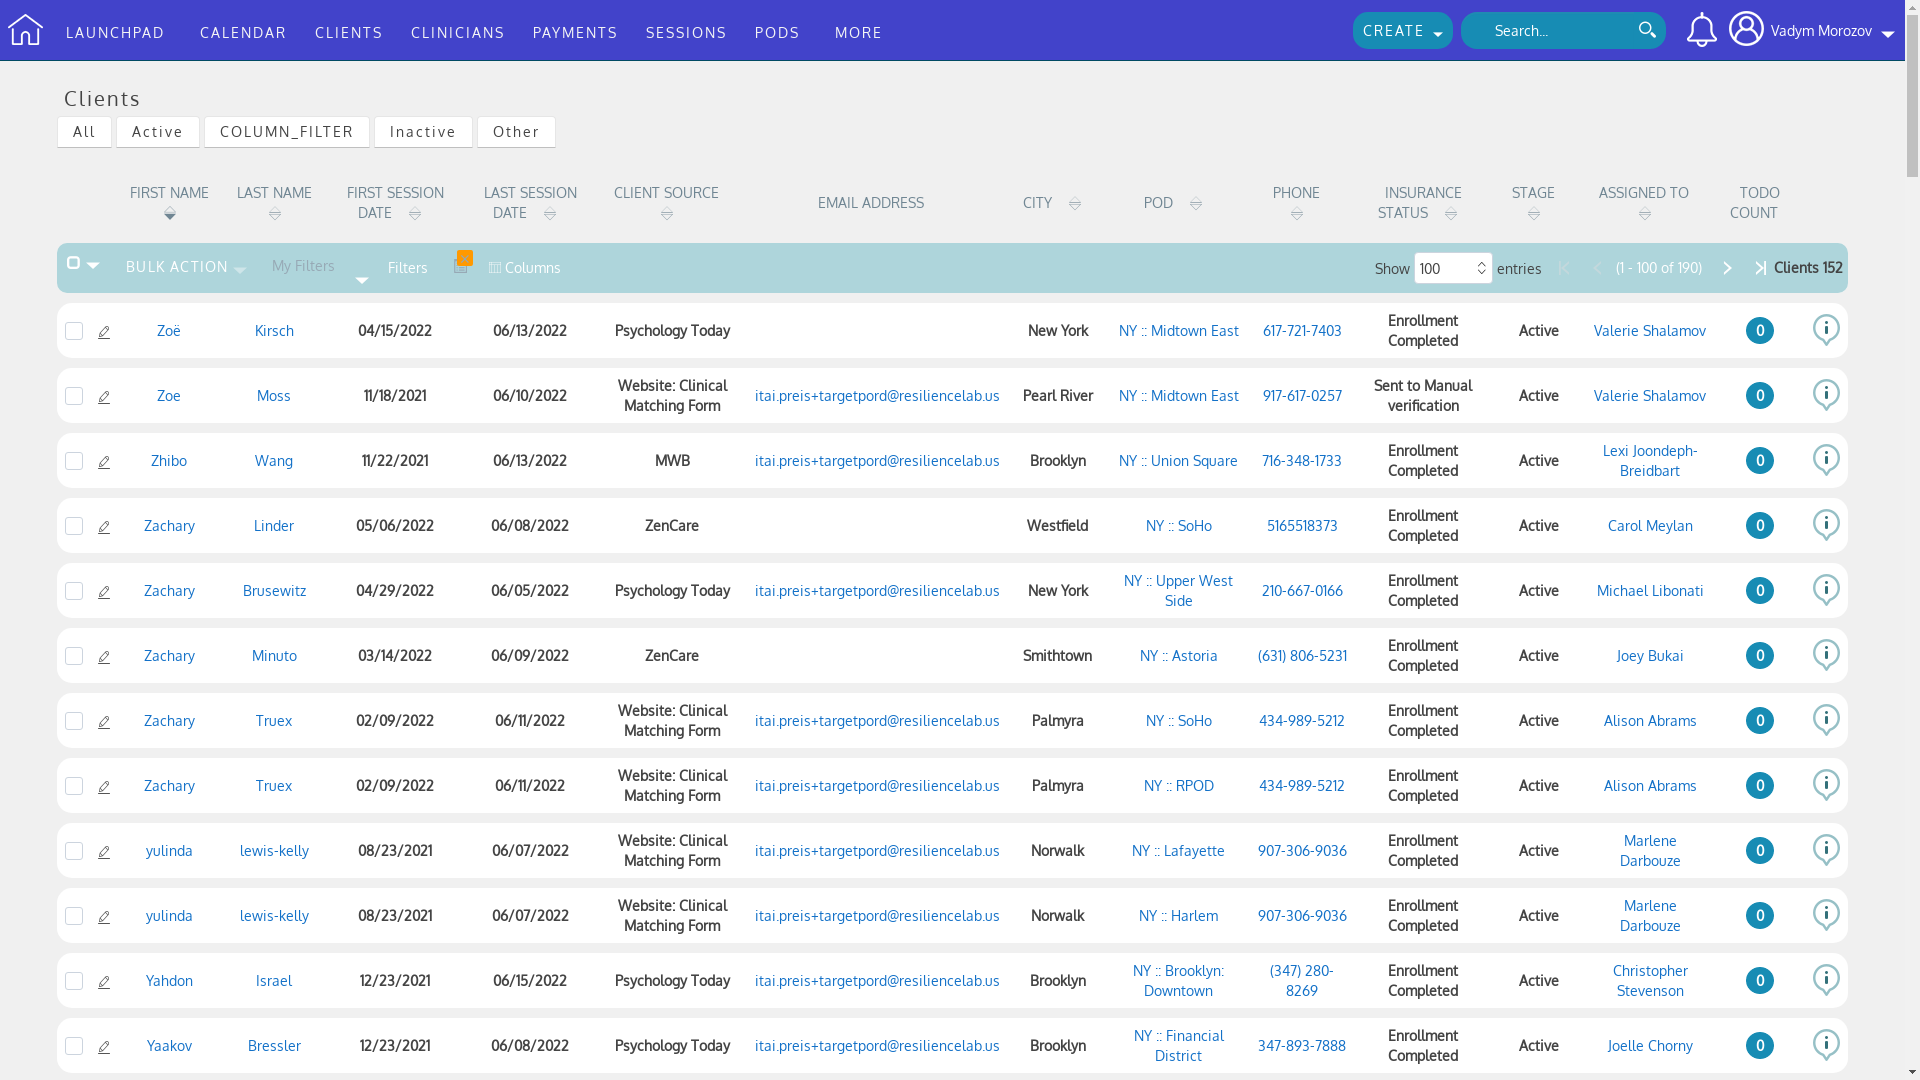 LAUNCHPAD CALENDAR CLIENTS CLINICIANS PAYMENTS SESSIONS PODS MORE CREATE Search... Vadym Morozov
Clients
All Active COLUMN_FILTER Inactive Other
FIRST NAME LAST NAME FIRST SESSION DATE LAST SESSION DATE CLIENT SOURCE EMAIL ADDRESS CITY POD PHONE INSURANCE STATUS STAGE ASSIGNED TO TODO COUNT
BULK ACTION My Filters Filters Columns Show 100 entries (1 - 100 of 190) Clients 152
Zoë Kirsch 04/15/2022 06/13/2022 Psychology Today New York NY :: Midtown East 617-721-7403 Enrollment Completed Active Valerie Shalamov 0
Zoe Moss 11/18/2021 06/10/2022 Website: Clinical Matching Form itai.preis+targetpord@resiliencelab.us Pearl River NY :: Midtown East 917-617-0257 Sent to Manual verification Active Valerie Shalamov 0
Zhibo Wang 11/22/2021 06/13/2022 MWB itai.preis+targetpord@resiliencelab.us Brooklyn NY :: Union Square 716-348-1733 Enrollment Completed Active Lexi Joondeph-Breidbart 0
Zachary Linder 05/06/2022 06/08/2022 ZenCare Westfield NY :: SoHo 5165518373 Enrollment Completed Active Carol Meylan 0
Zachary Brusewitz 04/29/2022 06/05/2022 Psychology Today itai.preis+targetpord@resiliencelab.us New York NY :: Upper West Side 210-667-0166 Enrollment Completed Active Michael Libonati 0
Zachary Minuto 03/14/2022 06/09/2022 ZenCare Smithtown NY :: Astoria (631) 806-5231 Enrollment Completed Active Joey Bukai 0
Zachary Truex 02/09/2022 06/11/2022 Website: Clinical Matching Form itai.preis+targetpord@resiliencelab.us Palmyra NY :: SoHo 434-989-5212 Enrollment Completed Active Alison Abrams 0
Zachary Truex 02/09/2022 06/11/2022 Website: Clinical Matching Form itai.preis+targetpord@resiliencelab.us Palmyra NY :: RPOD 434-989-5212 Enrollment Completed Active Alison Abrams 0
yulinda lewis-kelly 08/23/2021 06/07/2022 Website: Clinical Matching Form itai.preis+targetpord@resiliencelab.us Norwalk NY :: Lafayette 907-306-9036 Enrollment Completed Active Marlene Darbouze 0
yulinda lewis-kelly 08/23/2021 06/07/2022 Website: Clinical Matching Form itai.preis+targetpord@resiliencelab.us Norwalk NY :: Harlem 907-306-9036 Enrollment Completed Active Marlene Darbouze 0
Yahdon Israel 12/23/2021 06/15/2022 Psychology Today itai.preis+targetpord@resiliencelab.us Brooklyn NY :: Brooklyn: Downtown (347) 280-8269 Enrollment Completed Active Christopher Stevenson 0
Yaakov Bressler 12/23/2021 06/08/2022 Psychology Today itai.preis+targetpord@resiliencelab.us Brooklyn NY :: Financial District 347-893-7888 Enrollment Completed Active Joelle Chorny 0